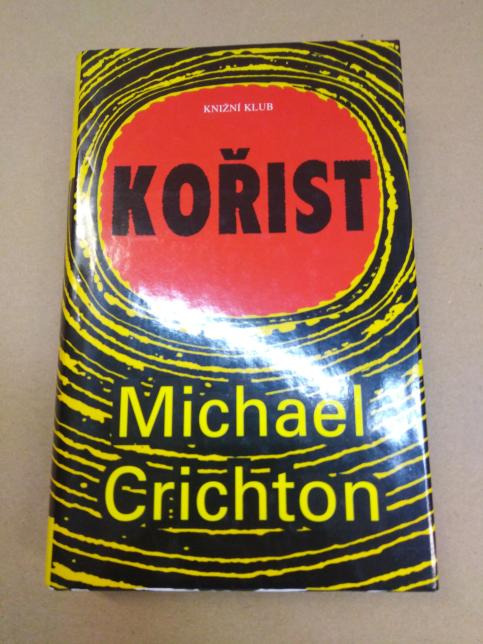 KNIŽNÍ KLUB
KOŘIST
Michael
Crichton